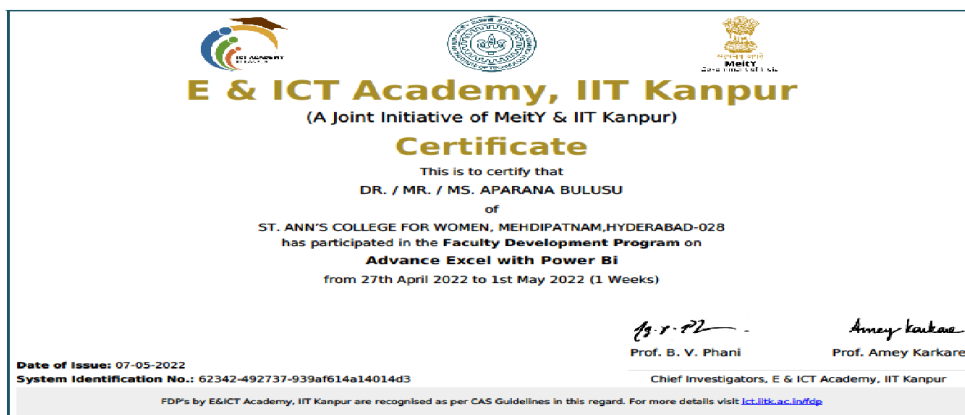 ICT ACADEMY
MeitY
E & ICT Academy, IIT Kanpur
(A Joint Initiative of MeitY & IIT Kanpur)
Certificate
This is to certify that
DR. / MR. / MS. APARANA BULUSU
of
ST. ANN'S COLLEGE FOR WOMEN, MEHDIPATNAM,HYDERABAD-028
has participated in the Faculty Development Program on
Advance Excel with Power Bi
from 27th April 2022 to 1st May 2022 (1 Weeks)
Amey Karkare
Prof. B. V. Phani
Prof. Amey Karkare
Date of Issue: 07-05-2022
System Identification No.: 62342-492737-939af614a14014d3
Chief Investigators, E & ICT Academy, IIT Kanpur
FDP's by E&ICT Academy, IIT Kanpur are recognised as per CAS Guidelines in this regard. For more details visit ict.iitk.ac.in/fdp